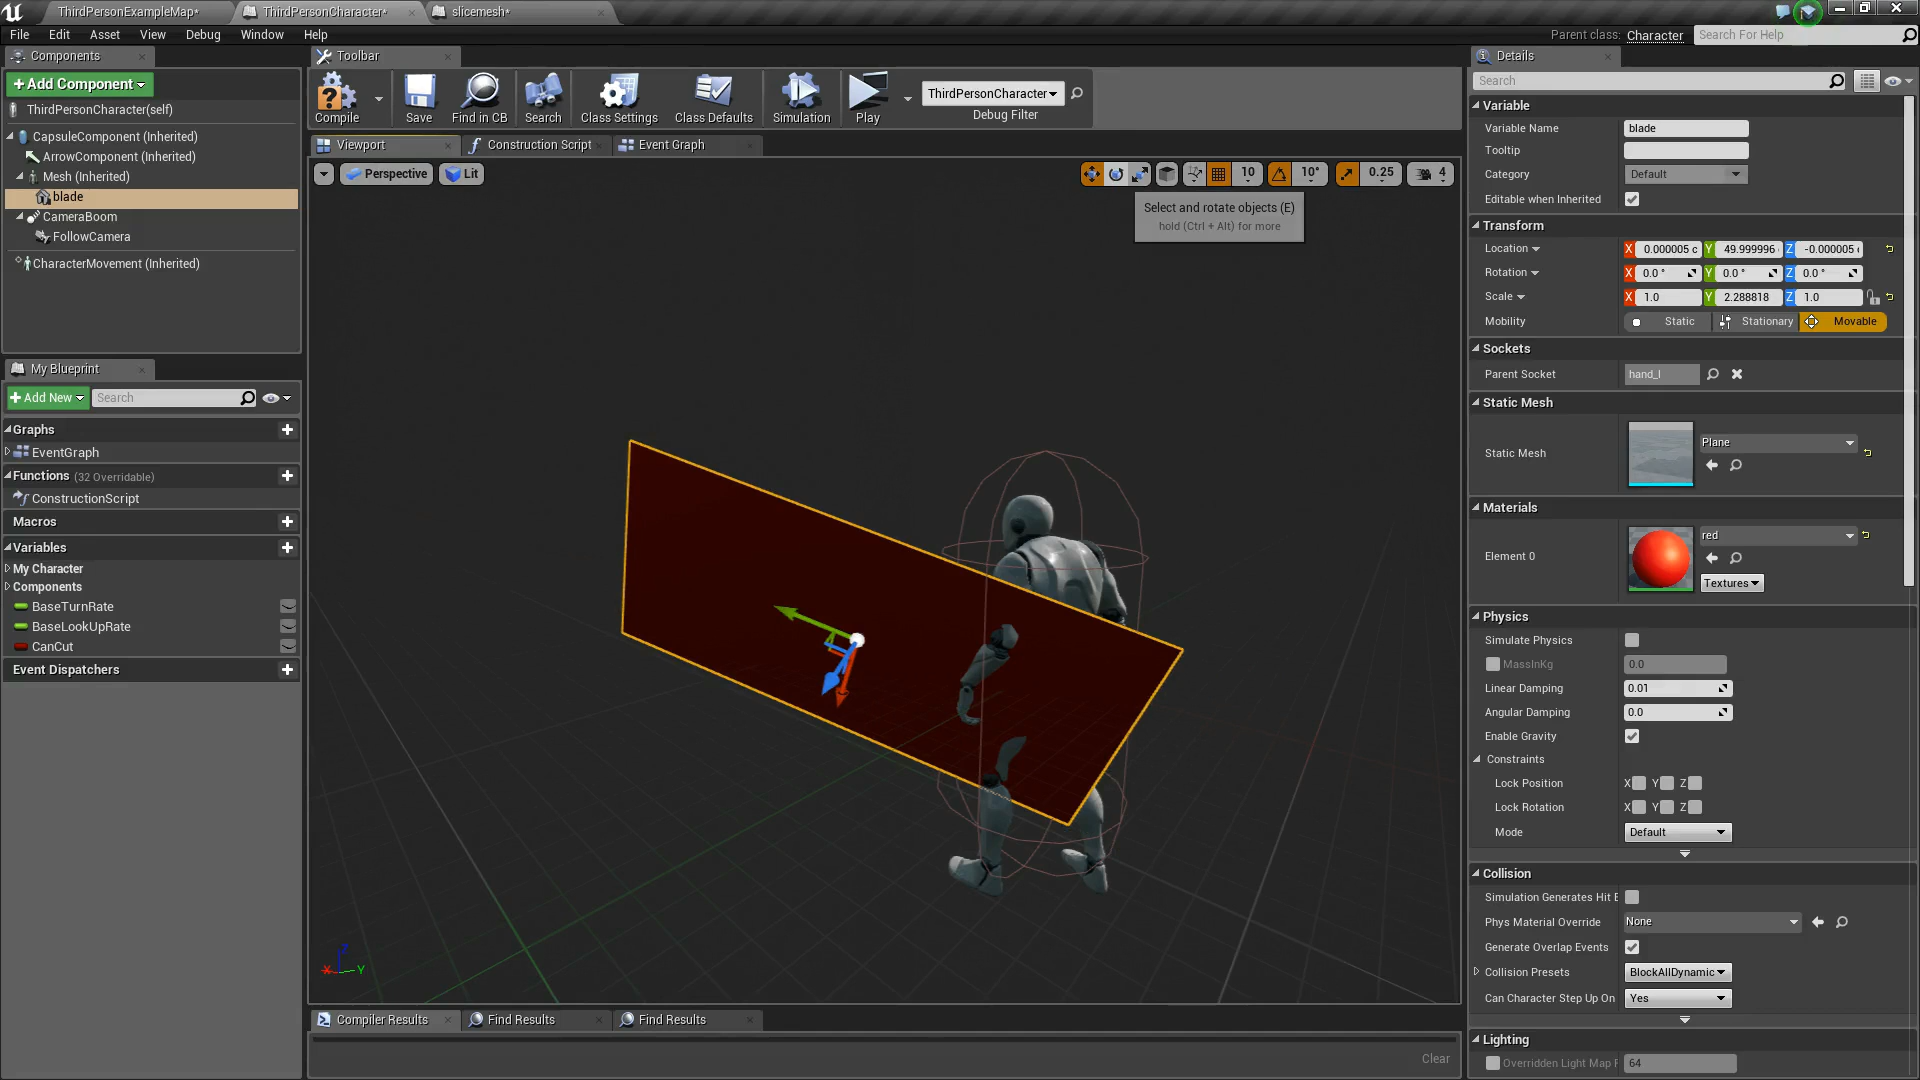 ThirdPersonExampleMap*
ThirdPersonCharacter*
slicemesh*
File Edit Asset View Debug Window Help
Parent class: Character
Search For Help
Components
+Add Component
ThirdPersonCharacter(self)
CapsuleComponent (Inherited)
ArrowComponent (Inherited)
Mesh (Inherited)
blade
CameraBoom
FollowCamera
CharacterMovement (Inherited)
My Blueprint
+Add New
Search
Graphs
EventGraph
Functions (32 Overridable)
ConstructionScript
Macros
Variables
My Character
Components
BaseTurnRate
BaseLookUpRate
CanCut
Event Dispatchers
Toolbar
Compile
Save
Find in CB
Search
Class Settings
Class Defaults
Simulation
Play
ThirdPersonCharacter
Debug Filter
Viewport
Construction Script
Event Graph
Perspective
Lit
10
10°
0.25
4
Select and rotate objects (E)
hold (Ctrl + Alt) for more
Z
X
Y
Compiler Results
Find Results
Find Results
Clear
Details
Search
Variable
Variable Name blade
Tooltip
Category Default
Editable when Inherited
Transform
Location X 0.000005 c Y 49.999996 Z -0.000005
Rotation X 0.0 ° Y 0.0 ° Z 0.0 °
Scale X 1.0 Y 2.288818 Z 1.0
Mobility Static Stationary Movable
Sockets
Parent Socket hand_l
Static Mesh
Static Mesh Plane
Materials
Element 0 red
Textures
Physics
Simulate Physics
MassInKg 0.0
Linear Damping 0.01
Angular Damping 0.0
Enable Gravity
Constraints
Lock Position X Y Z
Lock Rotation X Y Z
Mode Default
Collision
Simulation Generates Hit E
Phys Material Override None
Generate Overlap Events
Collision Presets BlockAllDynamic
Can Character Step Up On Yes
Lighting
Overridden Light Map F 64